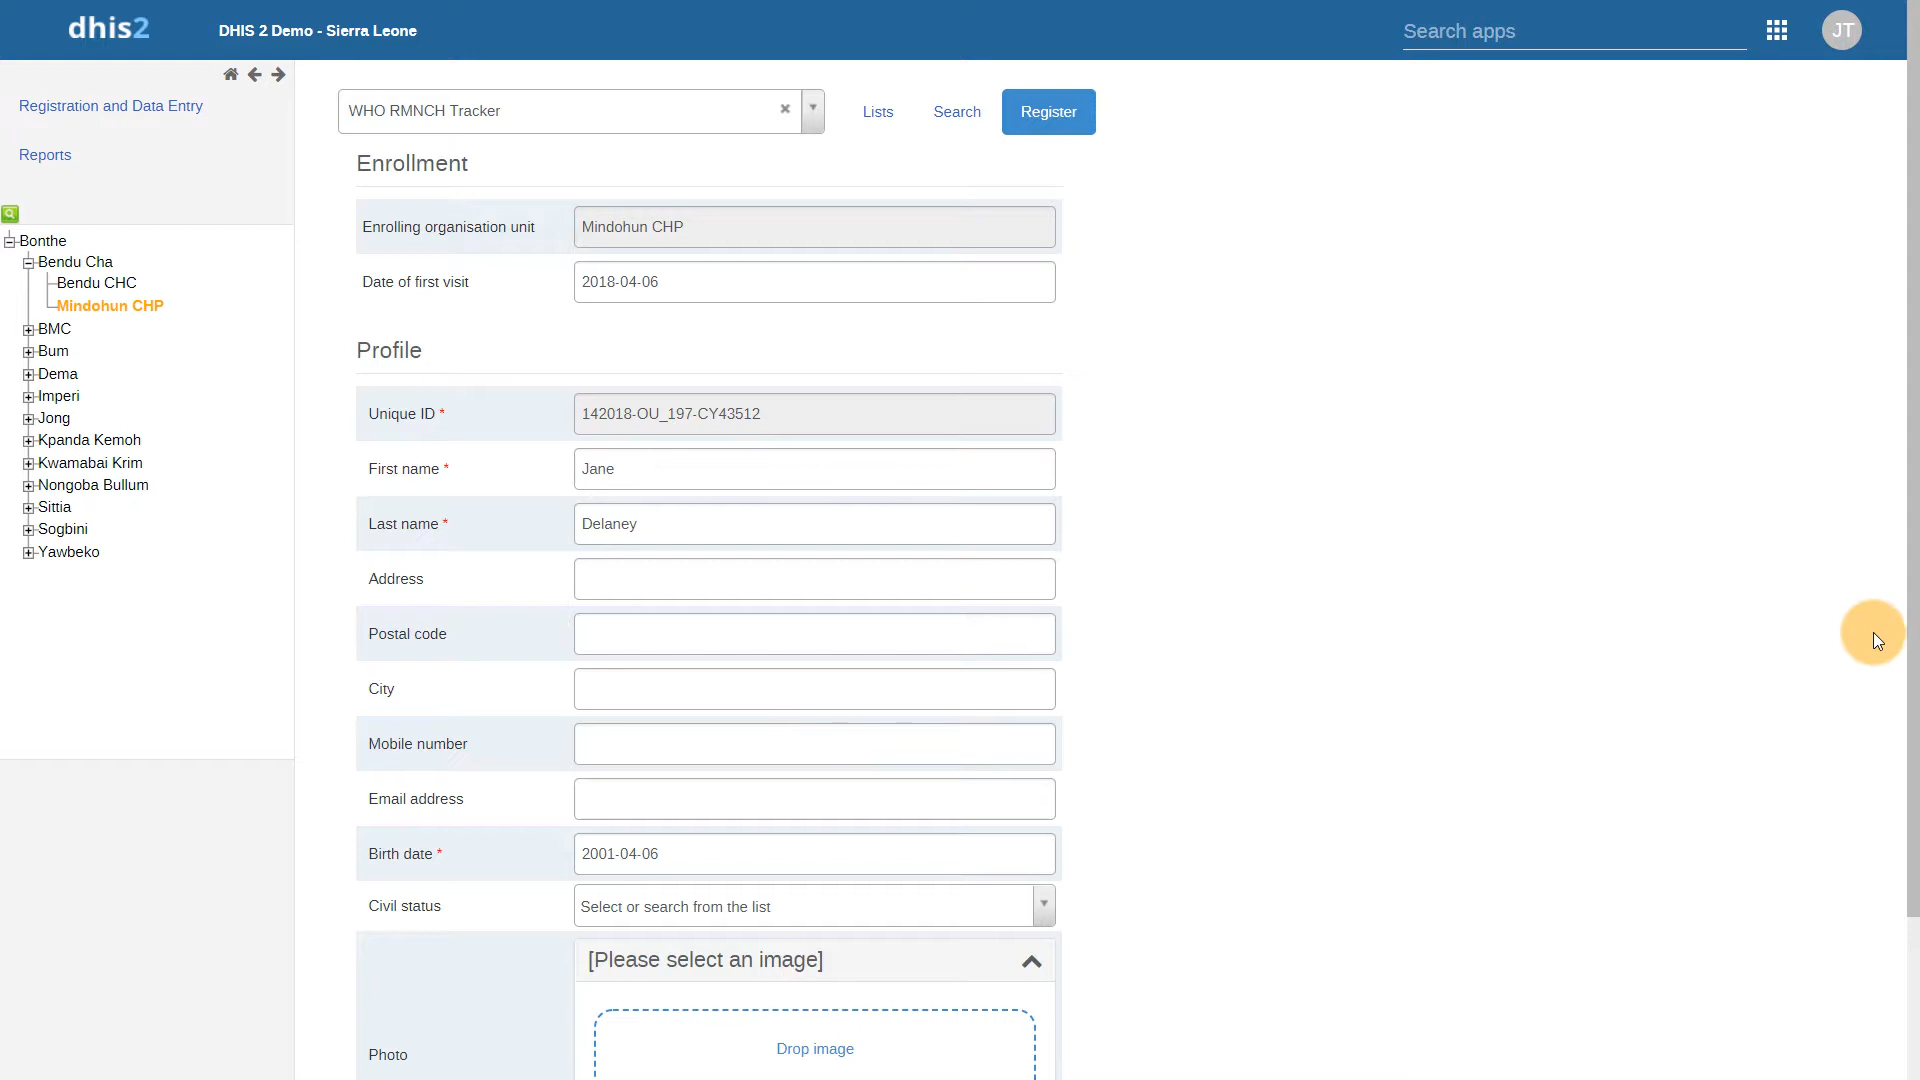 dhis2
DHIS 2 Demo - Sierra Leone
Search apps
JT
Registration and Data Entry
Reports
Bonthe
Bendu Cha
Bendu CHC
Mindohun CHP
BMC
Bum
Dema
Imperi
Jong
Kpanda Kemoh
Kwamabai Krim
Nongoba Bullum
Sittia
Sogbini
Yawbeko
WHO RMNCH Tracker
Lists
Search
Register
Enrollment
Enrolling organisation unit
Mindohun CHP
Date of first visit
2018-04-06
Profile
Unique ID *
142018-OU_197-CY43512
First name *
Jane
Last name *
Delaney
Address
Postal code
City
Mobile number
Email address
Birth date *
2001-04-06
Civil status
Select or search from the list
[Please select an image]
Photo
Drop image